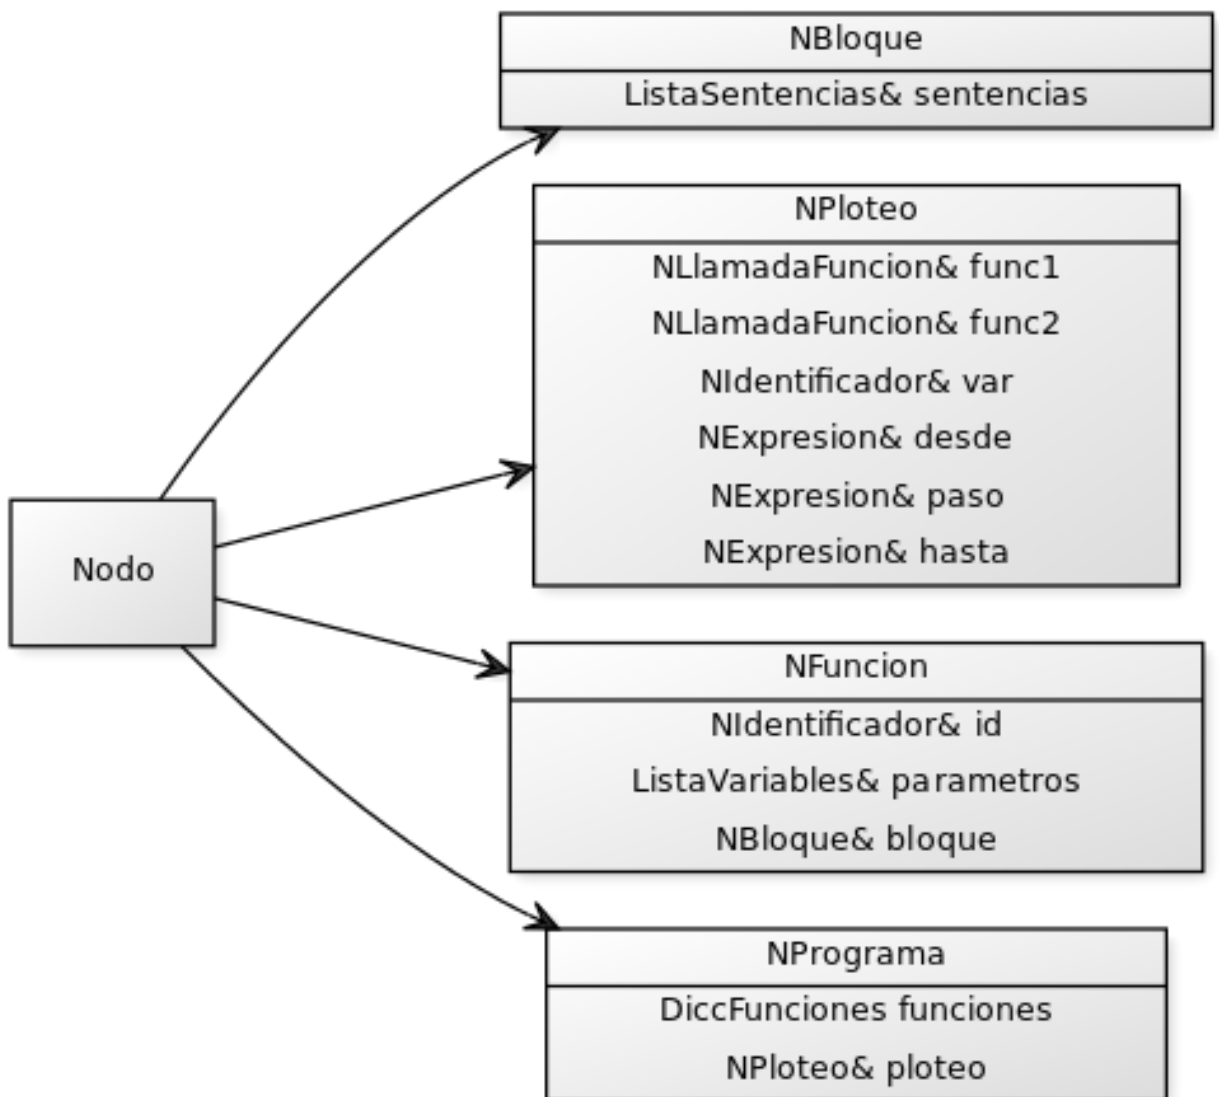 NBloque
ListaSentencias& sentencias
NPloteo
NLlamadaFuncion& func1
NLlamadaFuncion& func2
NIdentificador& var
NExpresion& desde
NExpresion& paso
NExpresion& hasta
Nodo
NFuncion
NIdentificador& id
ListaVariables& parametros
NBloque& bloque
NPrograma
DiccFunciones funciones
NPloteo& ploteo